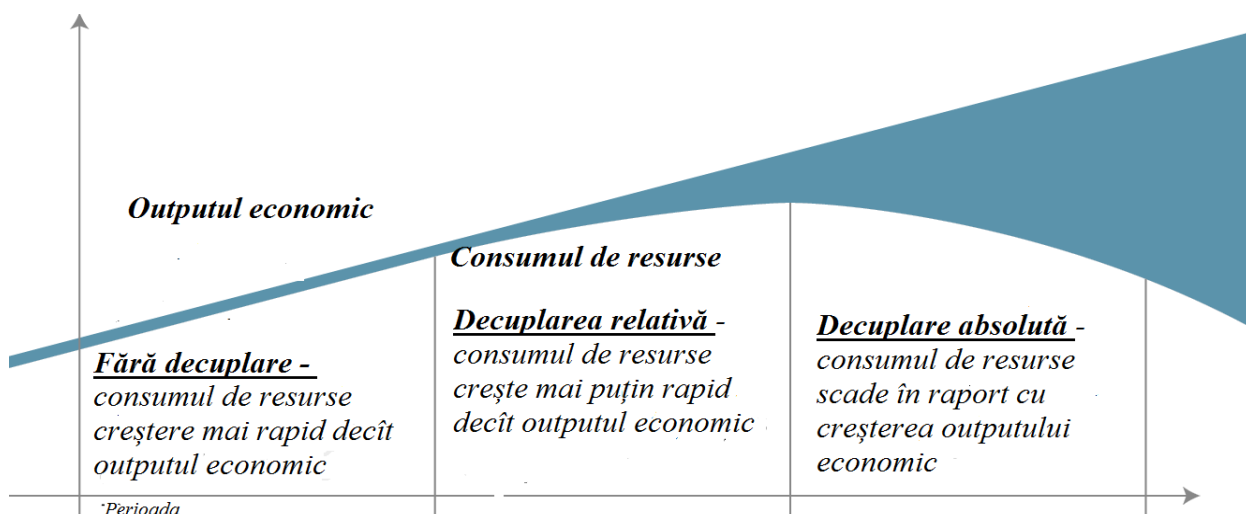 Outputul economic
Consumul de resurse
Fără decuplare -
consumul de resurse
creștere mai rapid decît
outputul economic
Decuplarea relativă -
consumul de resurse
crește mai puțin rapid
decît outputul economic
Decuplare absolută -
consumul de resurse
scade în raport cu
creșterea outputului
economic
Perioada